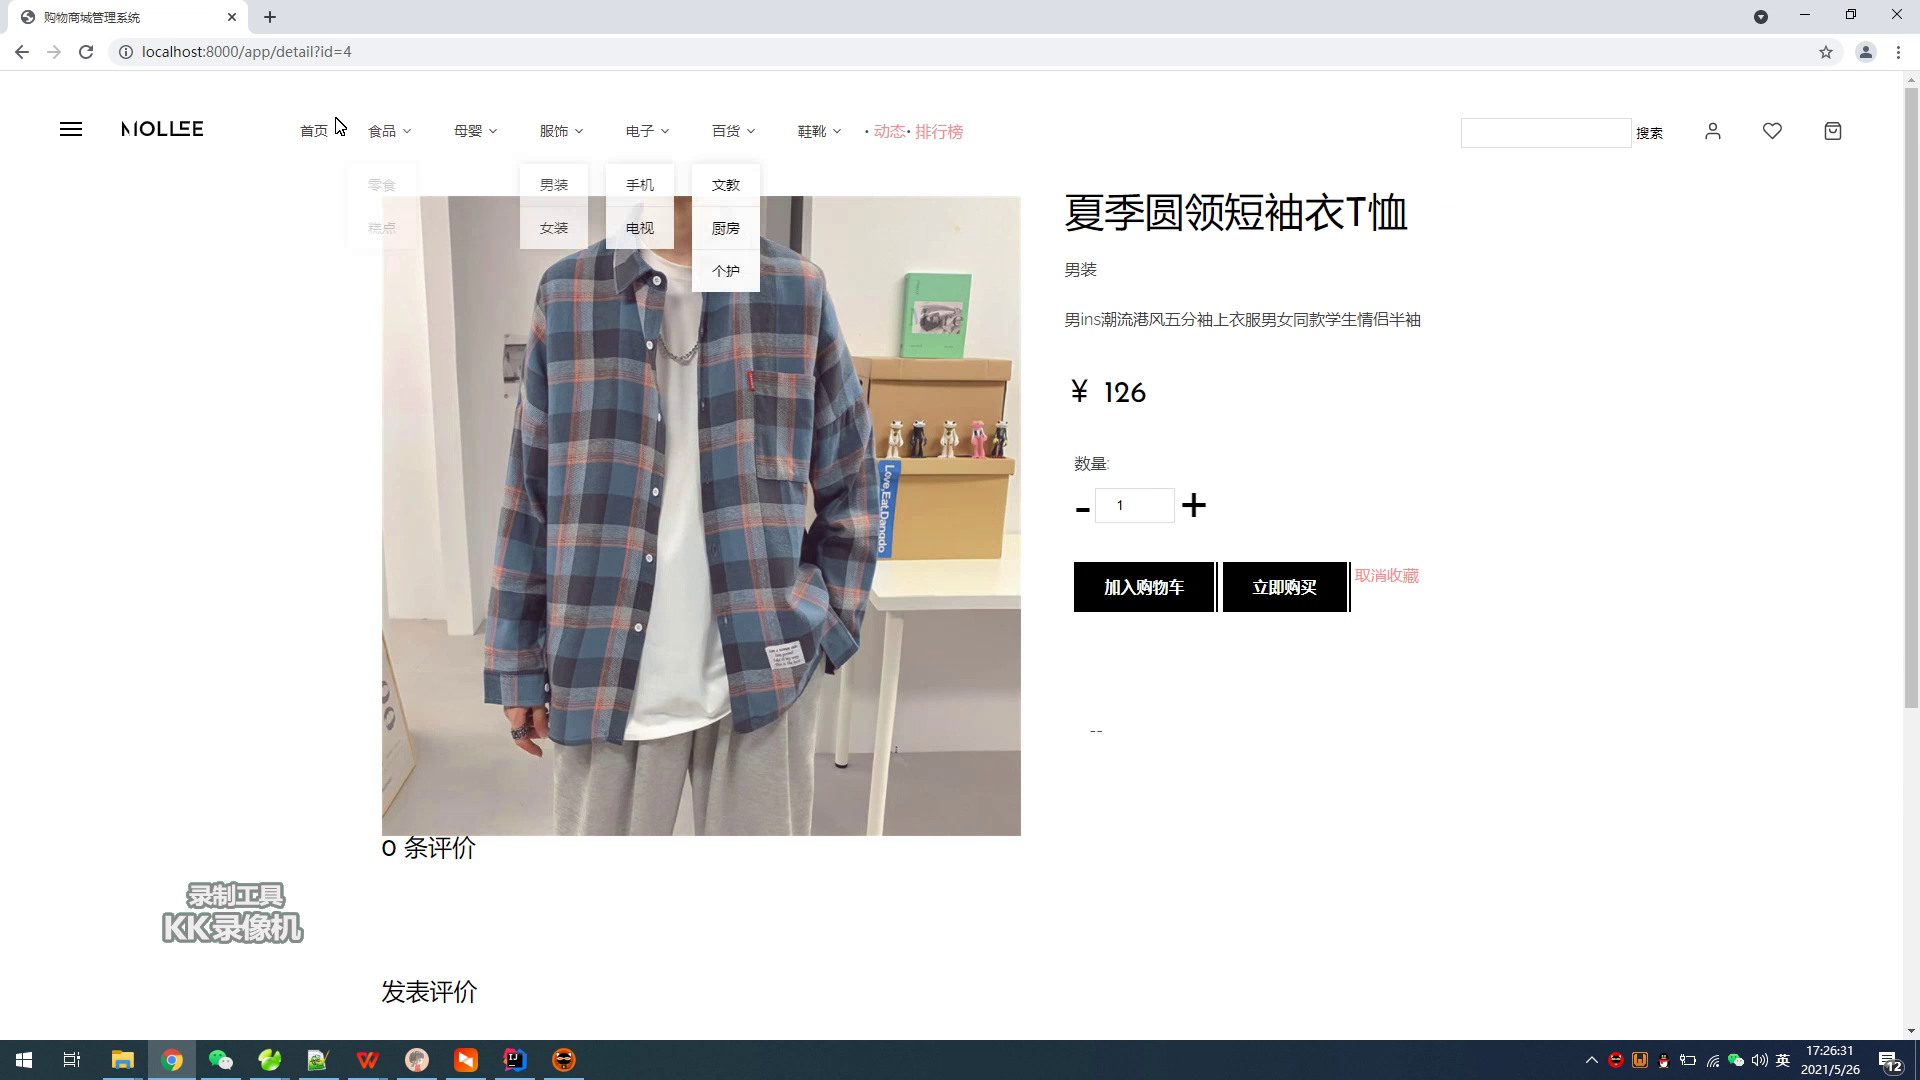 购物商城管理系统
localhost:8000/app/detail?id=4
MOLLEE
首页 食品 母婴 服饰 电子 百货 鞋靴 · 动态 · 排行榜 搜索
零食 男装 手机 文教
糕点 女装 电视 厨房
个护
夏季圆领短袖衣T恤
男装
男ins潮流港风五分袖上衣服男女同款学生情侣半袖
¥ 126
Love,Eat,Dangdo
数量:
- 1 +
加入购物车 立即购买 取消收藏
--
0 条评价
录制工具
KK录像机
发表评价
英
17:26:31
2021/5/26
12